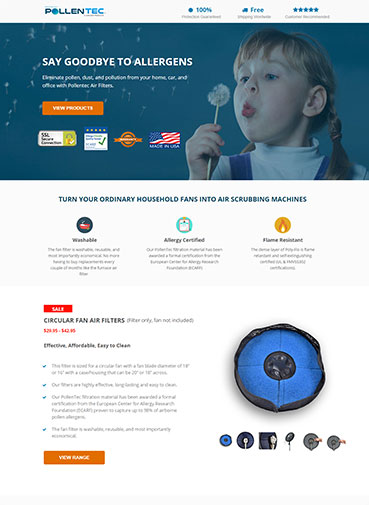 POLLENTEC
100%
Protection Guaranteed
Free
Shipping Worldwide
Customer Recommended
SAY GOODBYE TO ALLERGENS
Eliminate pollen, dust, and pollution from your home, car, and
office with Pollentec Air Filters.
VIEW PRODUCTS
SSL
Secure
Connection
MADE IN USA
TURN YOUR ORDINARY HOUSEHOLD FANS INTO AIR SCRUBBING MACHINES
Washable
The fan filter is washable, reusable, and
most importantly economical. No more
having to buy replacements every
couple of months like the furnace air
filter
Allergy Certified
Our PollenTec filtration material has been
awarded a formal certification from the
European Center for Allergy Research
Foundation (ECARF).
Flame Resistant
The dense layer of Poly-Flo is flame
retardant and self-extinguishing
certified (UL & FMVSS302
certifications).
SALE
CIRCULAR FAN AIR FILTERS (Filter only, fan not included)
$29.95 - $42.95
Effective, Affordable, Easy to Clean
This filter is sized for a circular fan with a fan blade diameter of 18"
or 16" with a case/housing that can be 20" or 18" across.
Our filters are highly effective, long-lasting and easy to clean.
Our PollenTec filtration material has been awarded a formal
certification from the European Center for Allergy Research
Foundation (ECARF) proven to capture up to 98% of airborne
pollen allergens.
The fan filter is washable, reusable, and most importantly
economical.
VIEW RANGE